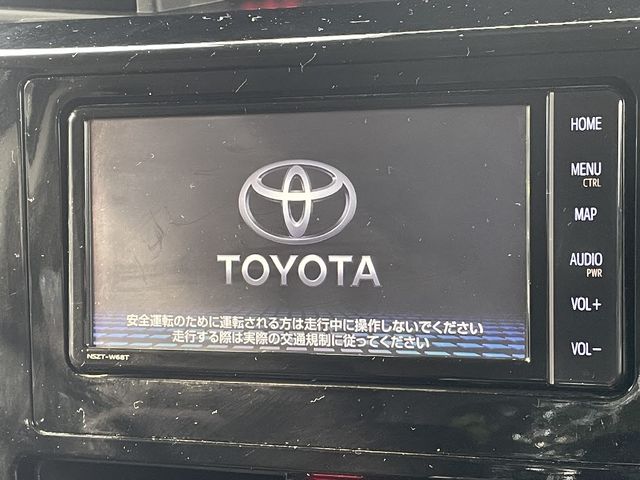 TOYOTA
安全運転のために運転される方は走行中に操作しないでください
走行する際は実際の交通規制に従ってください
NSZT-W68T
HOME
MENU
CTRL
MAP
AUDIO
PWR
VOL+
VOL-